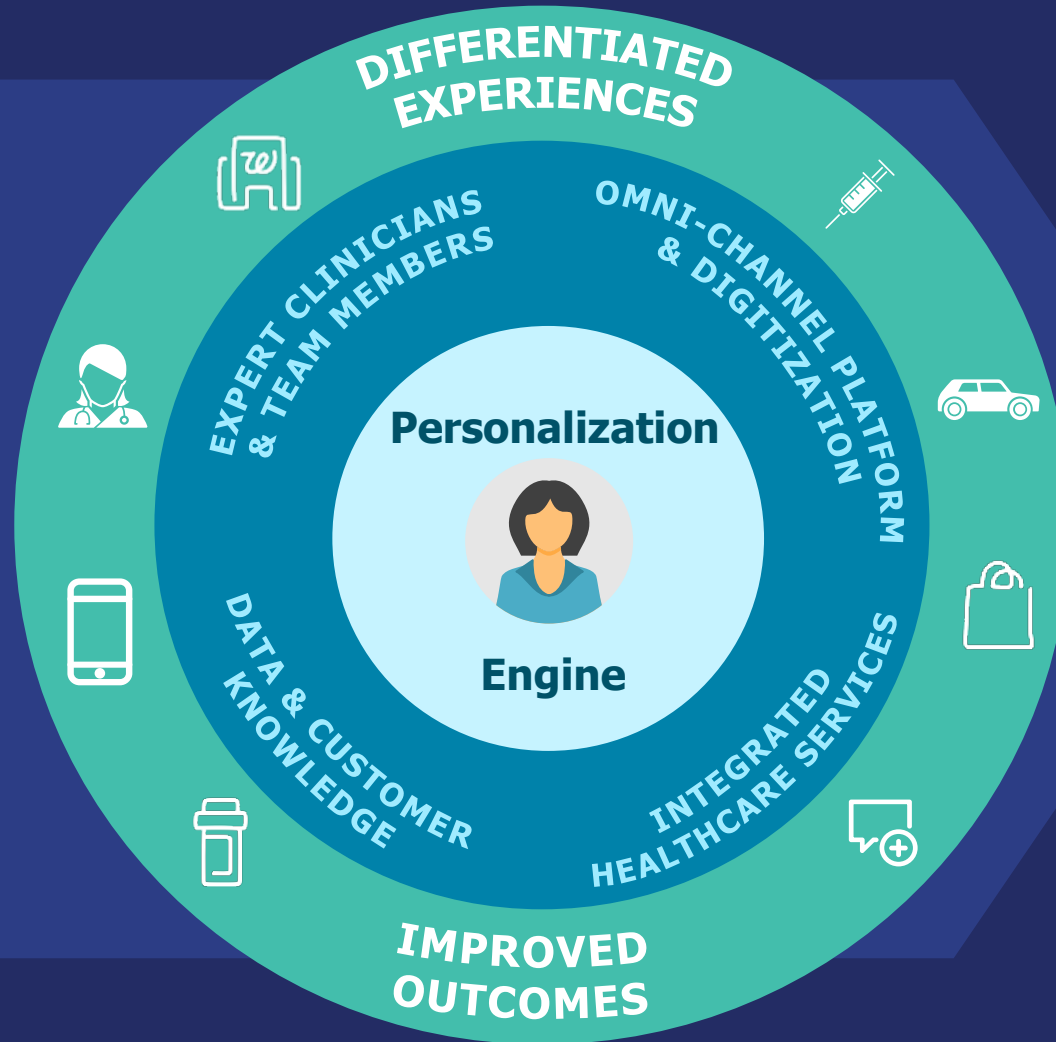 DIFFERENTIATED
EXPERIENCES
EXPERT CLINICIANS
& TEAM MEMBERS
OMNI-CHANNEL PLATFORM
& DIGITIZATION
Personalization
Engine
DATA & CUSTOMER
KNOWLEDGE
INTEGRATED
HEALTHCARE SERVICES
IMPROVED
OUTCOMES